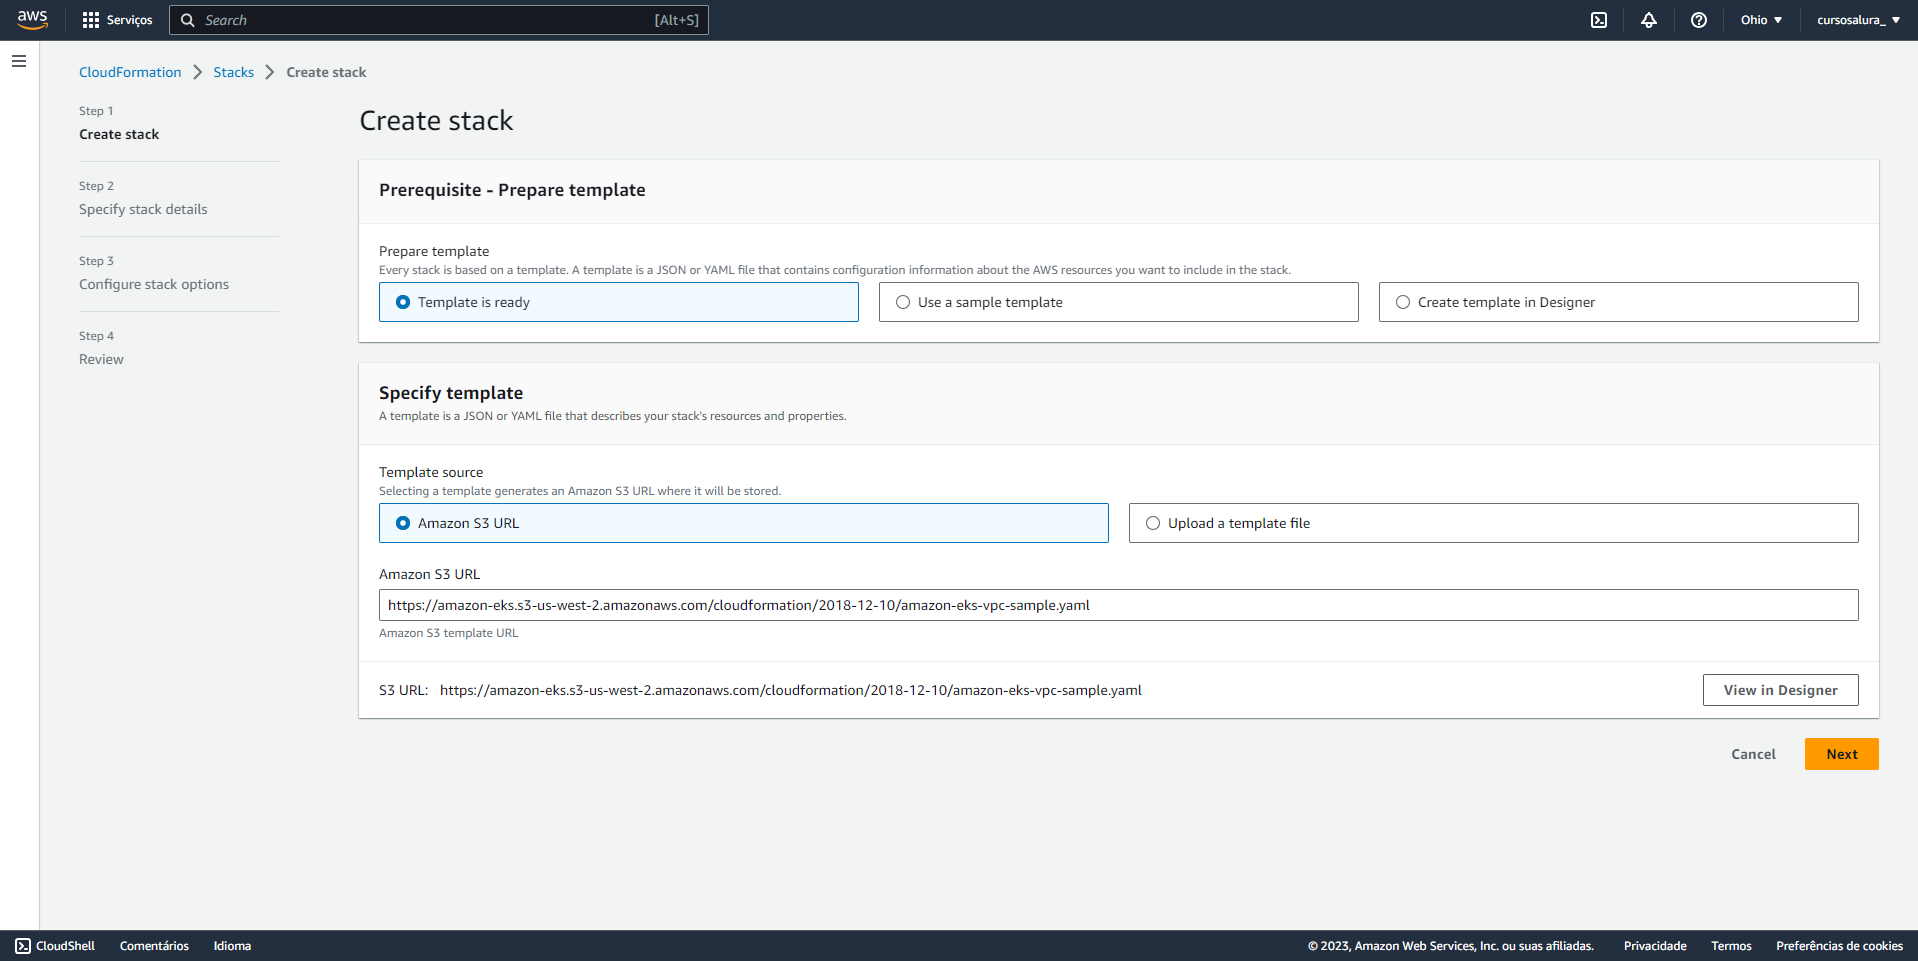 aws
Serviços
Search [Alt+S]
Ohio
cursosalura_
CloudFormation
Stacks
Create stack
Step 1
Create stack
Step 2
Specify stack details
Step 3
Configure stack options
Step 4
Review
Create stack
Prerequisite - Prepare template
Prepare template
Every stack is based on a template. A template is a JSON or YAML file that contains configuration information about the AWS resources you want to include in the stack.
Template is ready
Use a sample template
Create template in Designer
Specify template
A template is a JSON or YAML file that describes your stack's resources and properties.
Template source
Selecting a template generates an Amazon S3 URL where it will be stored.
Amazon S3 URL
Upload a template file
Amazon S3 URL
https://amazon-eks.s3-us-west-2.amazonaws.com/cloudformation/2018-12-10/amazon-eks-vpc-sample.yaml
Amazon S3 template URL
S3 URL: https://amazon-eks.s3-us-west-2.amazonaws.com/cloudformation/2018-12-10/amazon-eks-vpc-sample.yaml
View in Designer
Cancel
Next
CloudShell
Comentários
Idioma
© 2023, Amazon Web Services, Inc. ou suas afiliadas.
Privacidade
Termos
Preferências de cookies